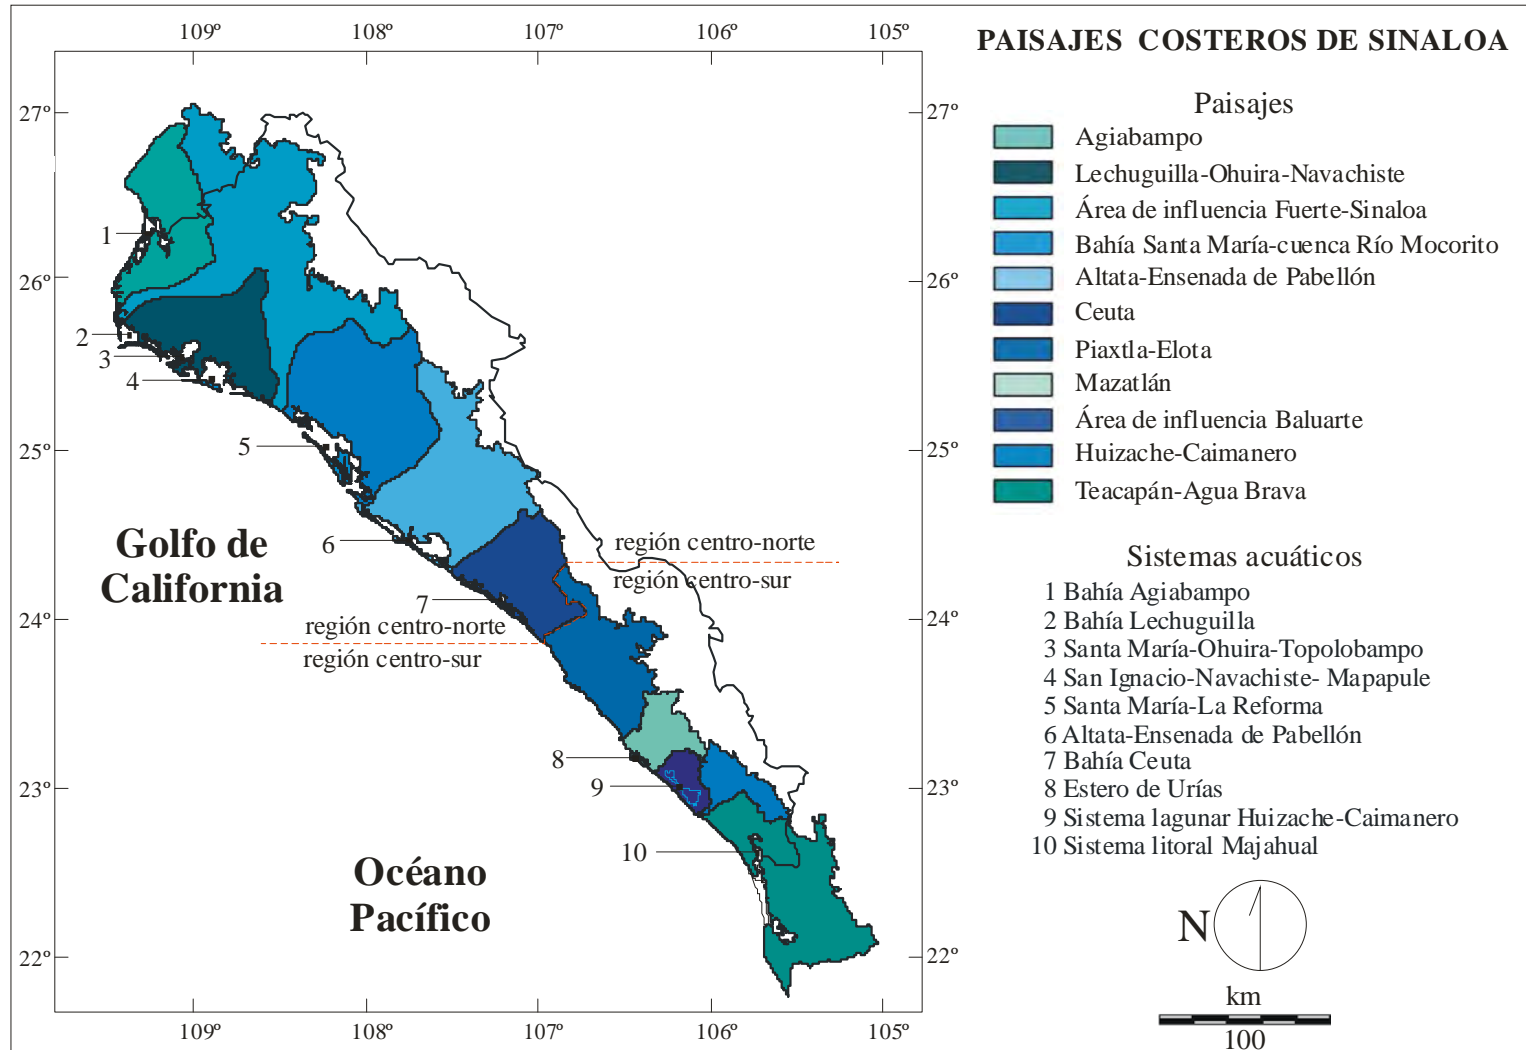 109º 108º 107º 106º 105º
PAISAJES COSTEROS DE SINALOA
27º
27º
26º
26º
25º
25º
24º
24º
23º
23º
22º
22º
1
2
3
4
5
6
7
8
9
10
región centro-norte
región centro-sur
región centro-norte
región centro-sur
Golfo de
California
Océano
Pacífico
109º 108º 107º 106º 105º
Paisajes
Agiabampo
Lechuguilla-Ohuira-Navachiste
Área de influencia Fuerte-Sinaloa
Bahía Santa María-cuenca Río Mocorito
Altata-Ensenada de Pabellón
Ceuta
Piaxtla-Elota
Mazatlán
Área de influencia Baluarte
Huizache-Caimanero
Teacapán-Agua Brava
Sistemas acuáticos
1 Bahía Agiabampo
2 Bahía Lechuguilla
3 Santa María-Ohuira-Topolobampo
4 San Ignacio-Navachiste- Mapapule
5 Santa María-La Reforma
6 Altata-Ensenada de Pabellón
7 Bahía Ceuta
8 Estero de Urías
9 Sistema lagunar Huizache-Caimanero
10 Sistema litoral Majahual
N
km
100